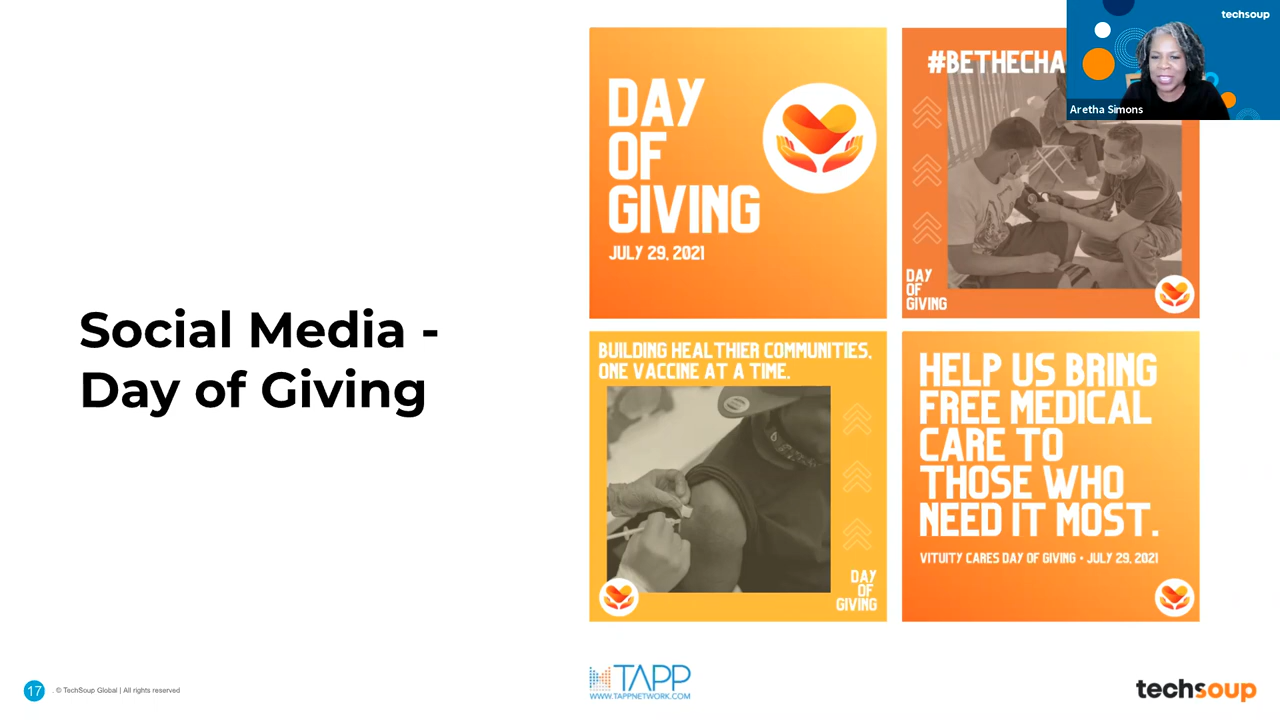 Social Media -
Day of Giving
DAY
OF
GIVING
JULY 29, 2021
#BETHECHA
DAY
OF
GIVING
techsoup
Aretha Simons
BUILDING HEALTHIER COMMUNITIES,
ONE VACCINE AT A TIME.
DAY
OF
GIVING
HELP US BRING
FREE MEDICAL
CARE TO
THOSE WHO
NEED IT MOST.
VITUITY CARES DAY OF GIVING • JULY 29, 2021
17
. © TechSoup Global | All rights reserved
TAPP
WWW.TAPPNETWORK.COM
techsoup